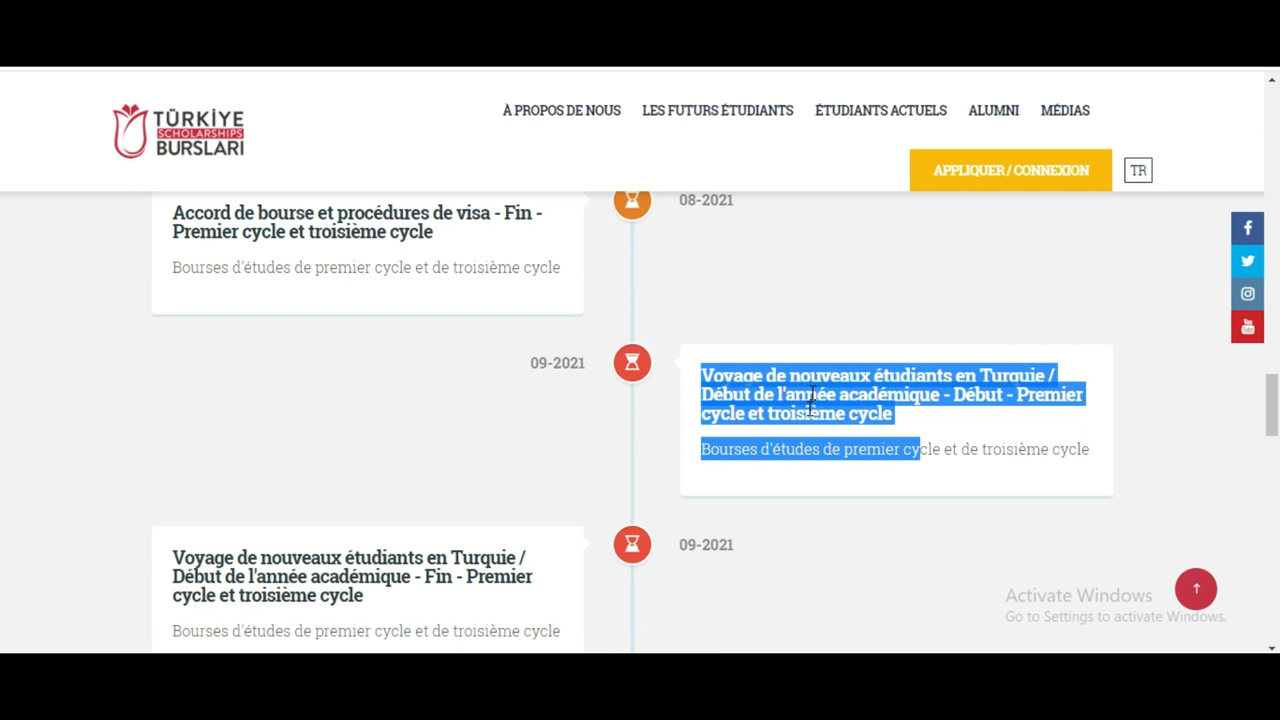 TÜRKİYE
SCHOLARSHIPS
BURSLARI
À PROPOS DE NOUS
LES FUTURS ÉTUDIANTS
ÉTUDIANTS ACTUELS
ALUMNI
MÉDIAS
APPLIQUER / CONNEXION
TR
Accord de bourse et procédures de visa - Fin -
Premier cycle et troisième cycle
Bourses d'études de premier cycle et de troisième cycle
08-2021
09-2021
Voyage de nouveaux étudiants en Turquie /
Début de l'année académique - Début - Premier
cycle et troisième cycle
Bourses d'études de premier cycle et de troisième cycle
Voyage de nouveaux étudiants en Turquie /
Début de l'année académique - Fin - Premier
cycle et troisième cycle
Bourses d'études de premier cycle et de troisième cycle
09-2021
Activate Windows
Go to Settings to activate Windows.